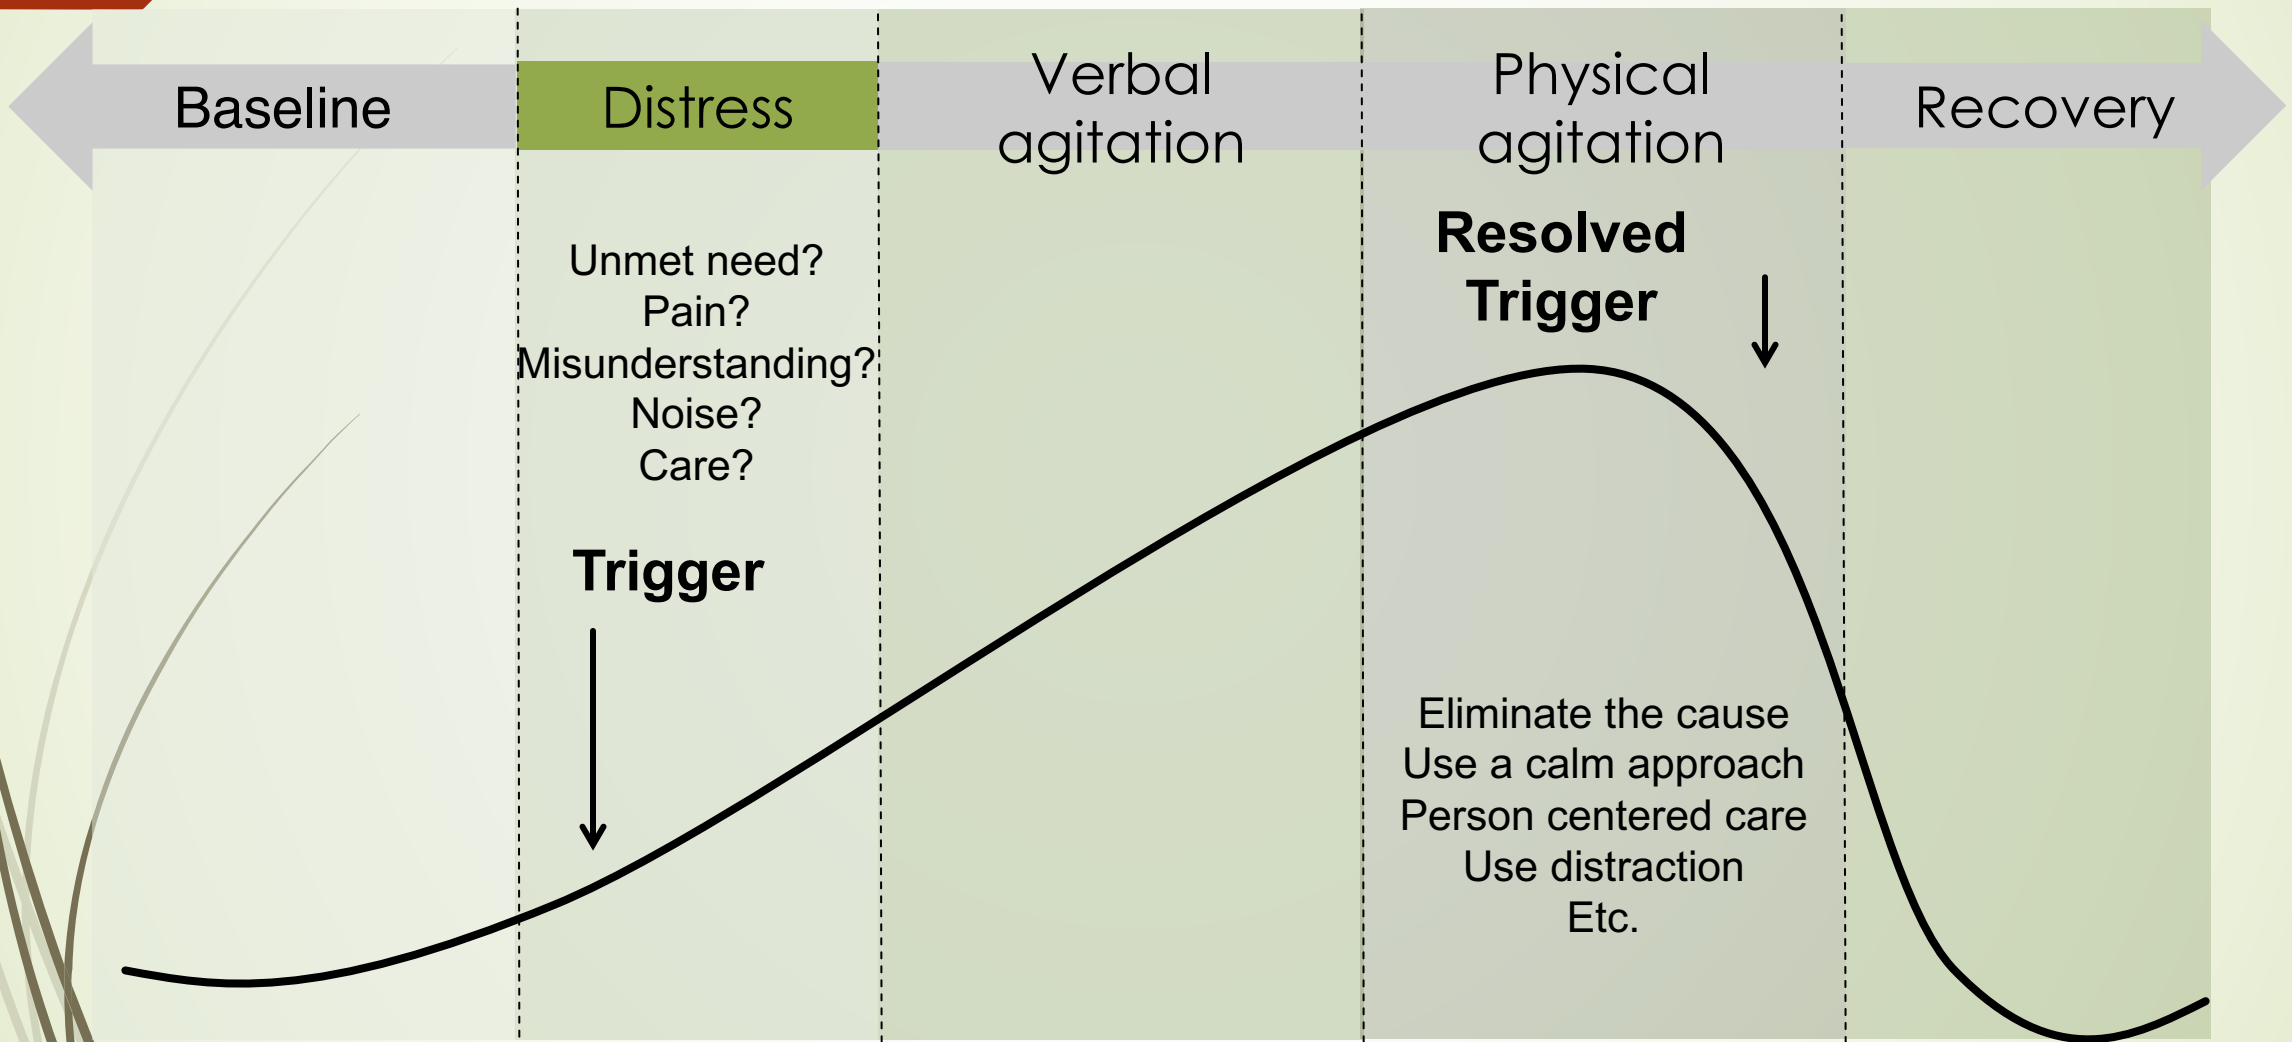 Baseline
Distress
Verbal
agitation
Physical
agitation
Recovery
Unmet need?
Pain?
Misunderstanding?
Noise?
Care?
Trigger
Resolved
Trigger
Eliminate the cause
Use a calm approach
Person centered care
Use distraction
Etc.